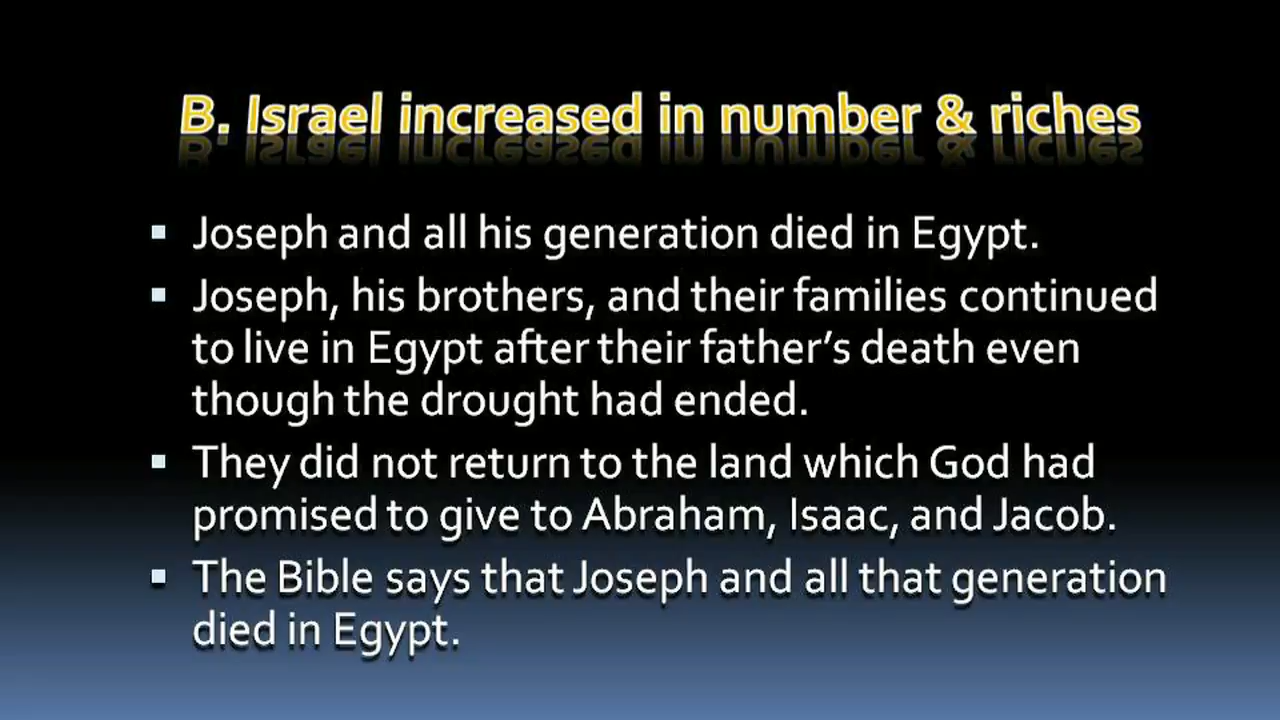 B. Israel increased in number & riches
▪ Joseph and all his generation died in Egypt.
▪ Joseph, his brothers, and their families continued
to live in Egypt after their father’s death even
though the drought had ended.
▪ They did not return to the land which God had
promised to give to Abraham, Isaac, and Jacob.
▪ The Bible says that Joseph and all that generation
died in Egypt.